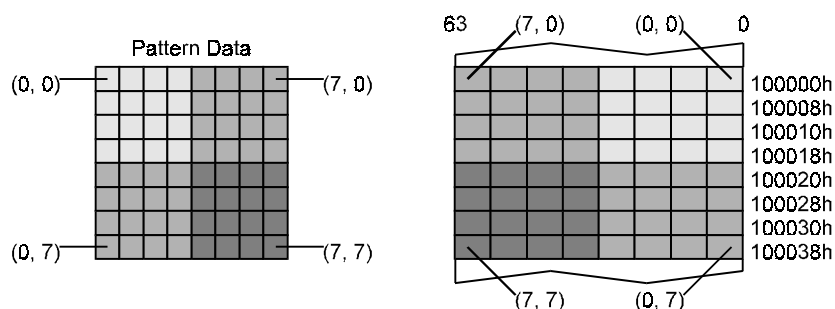 Pattern Data
(0, 0)
(7, 0)
(0, 7)
(7, 7)
63
(7, 0)
(0, 0)
0
100000h
100008h
100010h
100018h
100020h
100028h
100030h
100038h
(7, 7)
(0, 7)